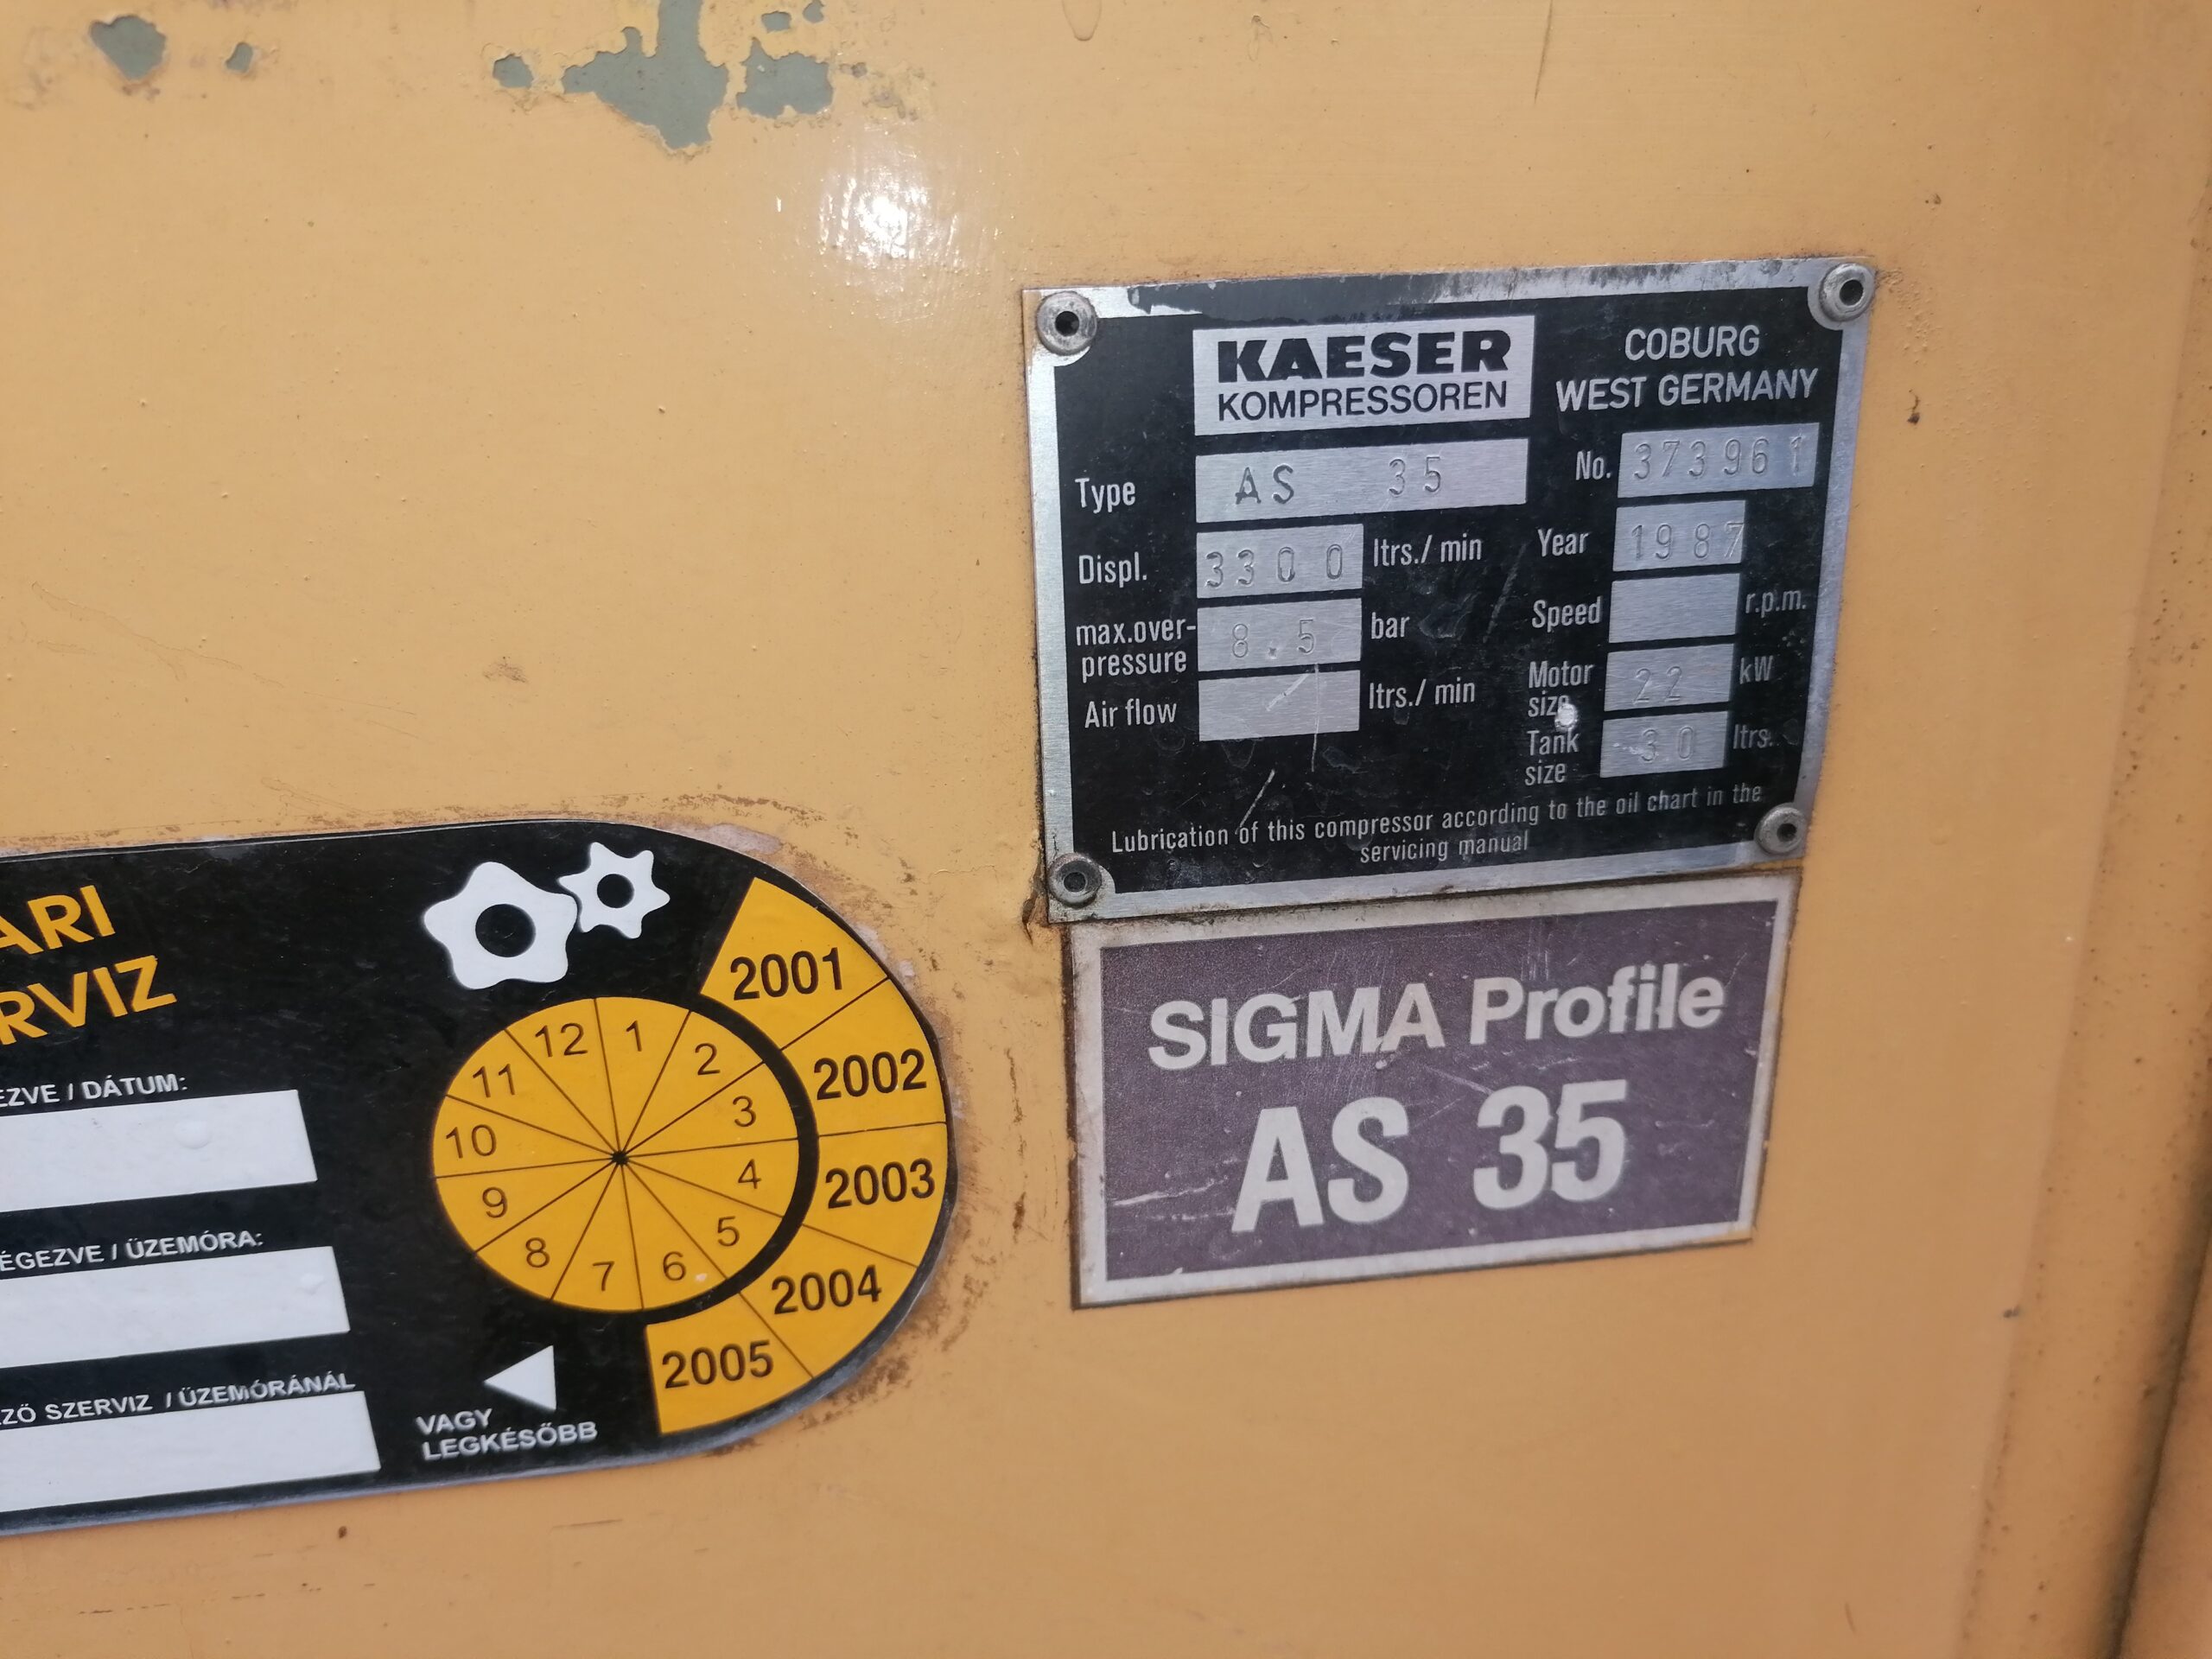 KAESER
KOMPRESSOREN
COBURG
WEST GERMANY
Type AS 35
No. 373961
Displ. 3300 ltrs./ min
Year 1987
max.over-
pressure 8.5 bar
Speed r.p.m.
Air flow ltrs./ min
Motor
size 22 kW
Tank
size 30 ltrs.
Lubrication of this compressor according to the oil chart in the
servicing manual
SIGMA Profile
AS 35
ARI
RVIZ
EZVE / DÁTUM:
ÉGEZVE / ÜZEMÓRA:
ZŐ SZERVIZ / ÜZEMÓRÁNÁL
VAGY
LEGKÉSŐBB
1
2
3
4
5
6
7
8
9
10
11
12
2001
2002
2003
2004
2005